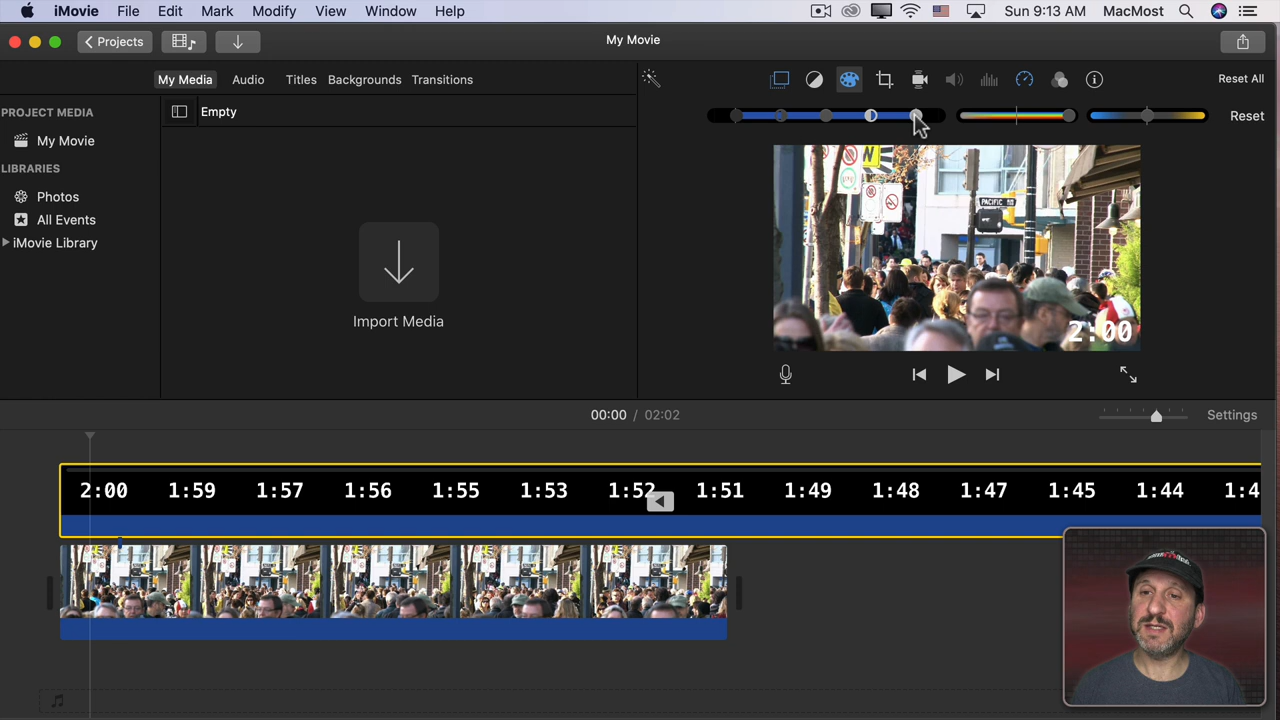 iMovie File Edit Mark Modify View Window Help Sun 9:13 AM MacMost
Projects My Movie
My Media Audio Titles Backgrounds Transitions Reset All
PROJECT MEDIA Empty Reset
My Movie
LIBRARIES
Photos
All Events
iMovie Library
Import Media
PACIFIC
2:00
00:00 / 02:02 Settings
2:00 1:59 1:57 1:56 1:55 1:53 1:52 1:51 1:49 1:48 1:47 1:45 1:44 1:4